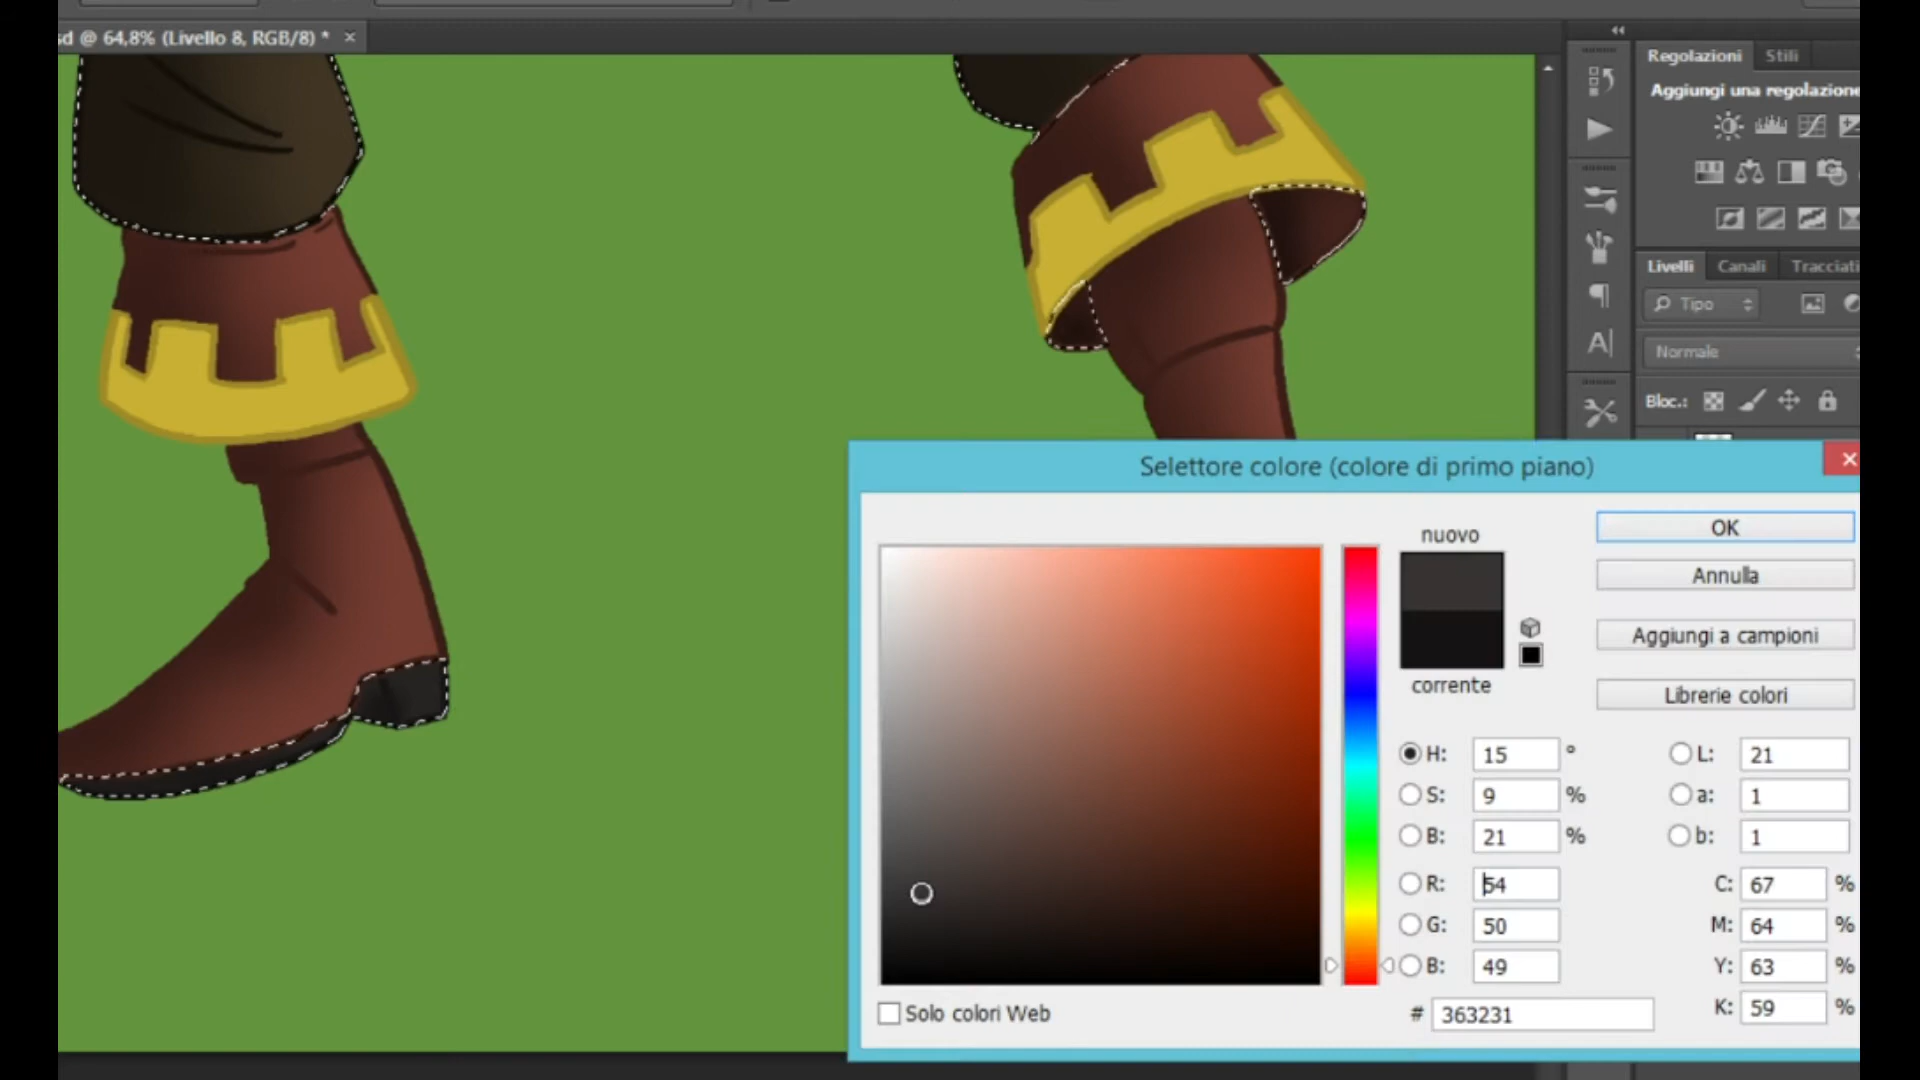 sd @ 64,8% (Livello 8, RGB/8) * ×
Regolazioni Stili
Aggiungi una regolazione
Livelli Canali Tracciati
Tipo
Normale
Bloc.:
Selettore colore (colore di primo piano)
nuovo
corrente
OK
Annulla
Aggiungi a campioni
Librerie colori
H: 15 °
S: 9 %
B: 21 %
R: 54
G: 50
B: 49
L: 21
a: 1
b: 1
C: 67 %
M: 64 %
Y: 63 %
K: 59 %
# 363231
Solo colori Web